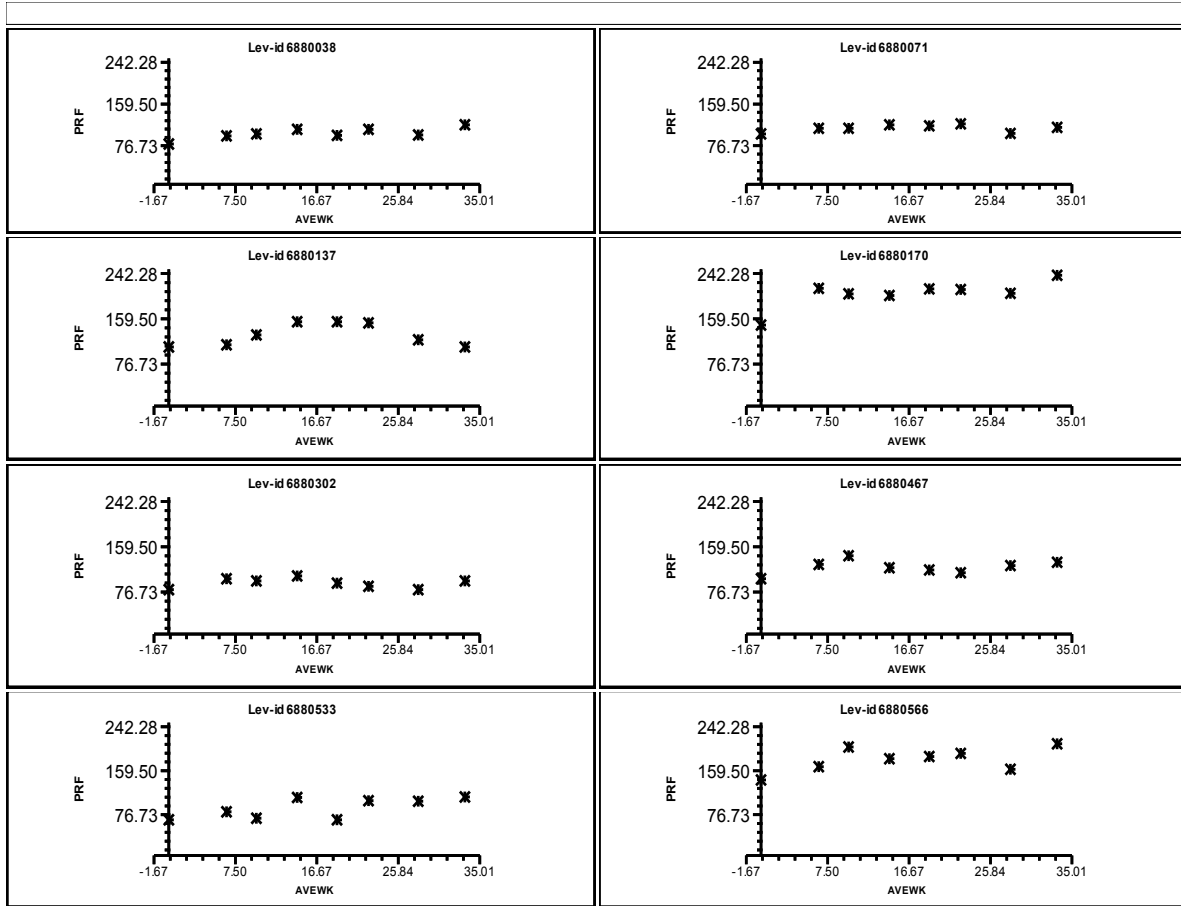 Lev-id 6880038
242.28
159.50
76.73
PRF
-1.67 7.50 16.67 25.84 35.01
AVEWK
Lev-id 6880071
242.28
159.50
76.73
PRF
-1.67 7.50 16.67 25.84 35.01
AVEWK
Lev-id 6880137
242.28
159.50
76.73
PRF
-1.67 7.50 16.67 25.84 35.01
AVEWK
Lev-id 6880170
242.28
159.50
76.73
PRF
-1.67 7.50 16.67 25.84 35.01
AVEWK
Lev-id 6880302
242.28
159.50
76.73
PRF
-1.67 7.50 16.67 25.84 35.01
AVEWK
Lev-id 6880467
242.28
159.50
76.73
PRF
-1.67 7.50 16.67 25.84 35.01
AVEWK
Lev-id 6880533
242.28
159.50
76.73
PRF
-1.67 7.50 16.67 25.84 35.01
AVEWK
Lev-id 6880566
242.28
159.50
76.73
PRF
-1.67 7.50 16.67 25.84 35.01
AVEWK